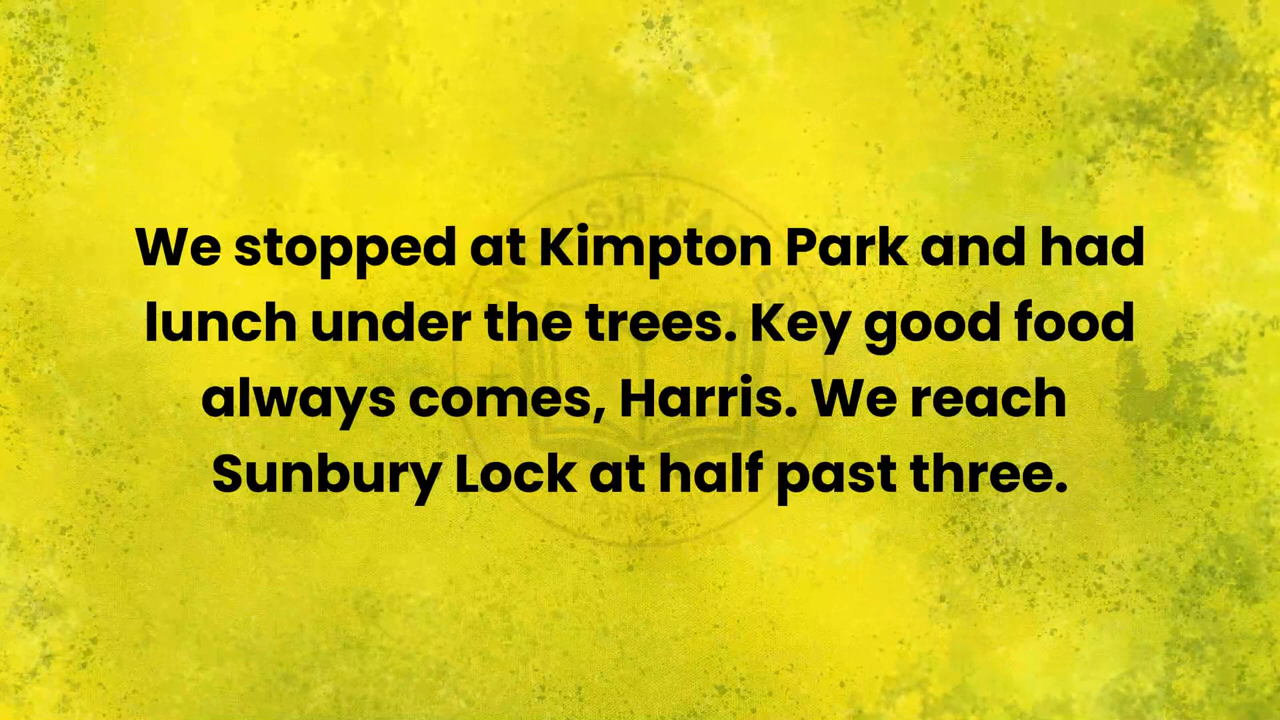 We stopped at Kimpton Park and had
lunch under the trees. Key good food
always comes, Harris. We reach
Sunbury Lock at half past three.